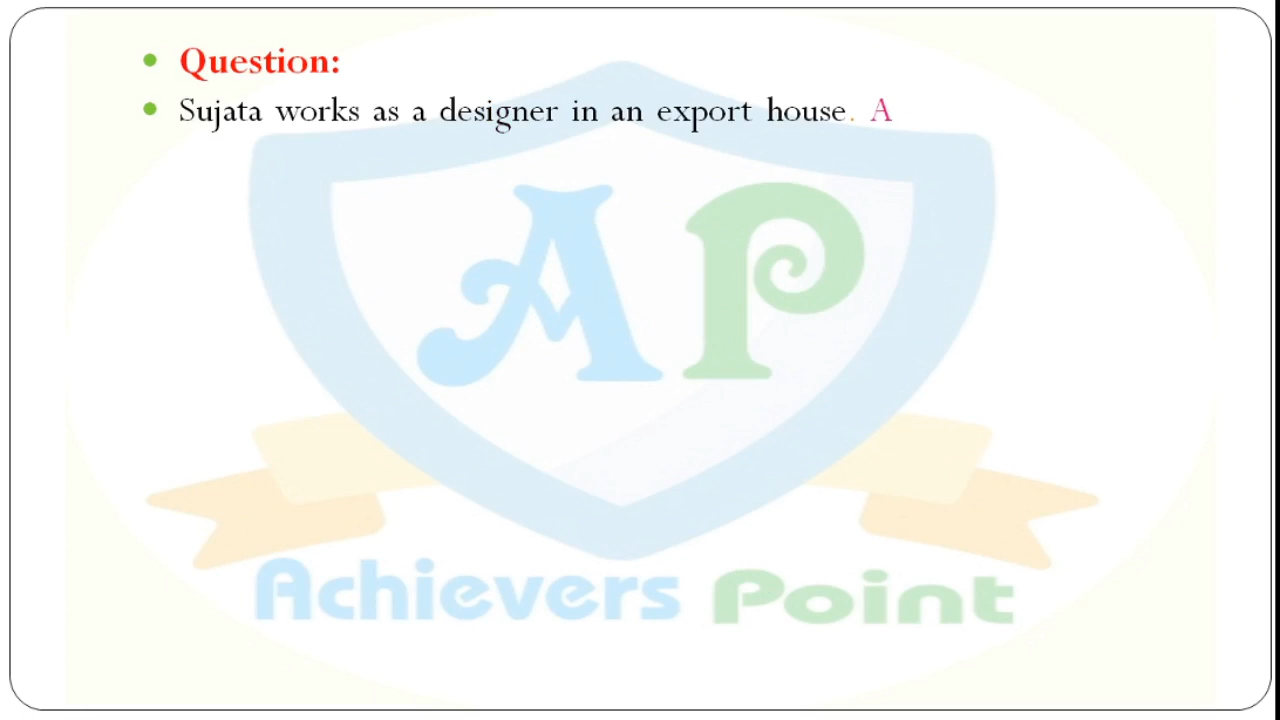 Question:
Sujata works as a designer in an export house. A
AP
Achievers Point